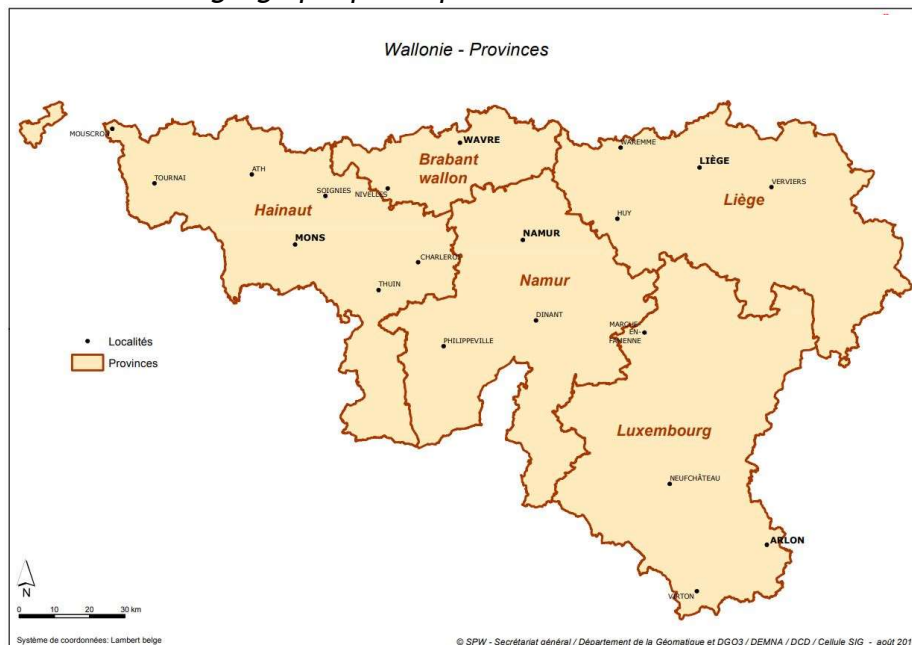 Wallonie - Provinces
MOUSCRON
TOURNAI
ATH
SOIGNIES
NIVELLES
WAVRE
Brabant
wallon
WAREMME
LIÈGE
VERVIERS
Liège
HUY
Hainaut
MONS
CHARLEROI
THUIN
NAMUR
Namur
DINANT
PHILIPPEVILLE
MARCHE-
EN-
FAMENNE
Localités
Provinces
Luxembourg
NEUFCHÂTEAU
ARLON
VIRTON
N
0 10 20 30 km
Système de coordonnées: Lambert belge
© SPW - Secrétariat général / Département de la Géomatique et DGO3 / DEMNA / DCD / Cellule SIG - août 201